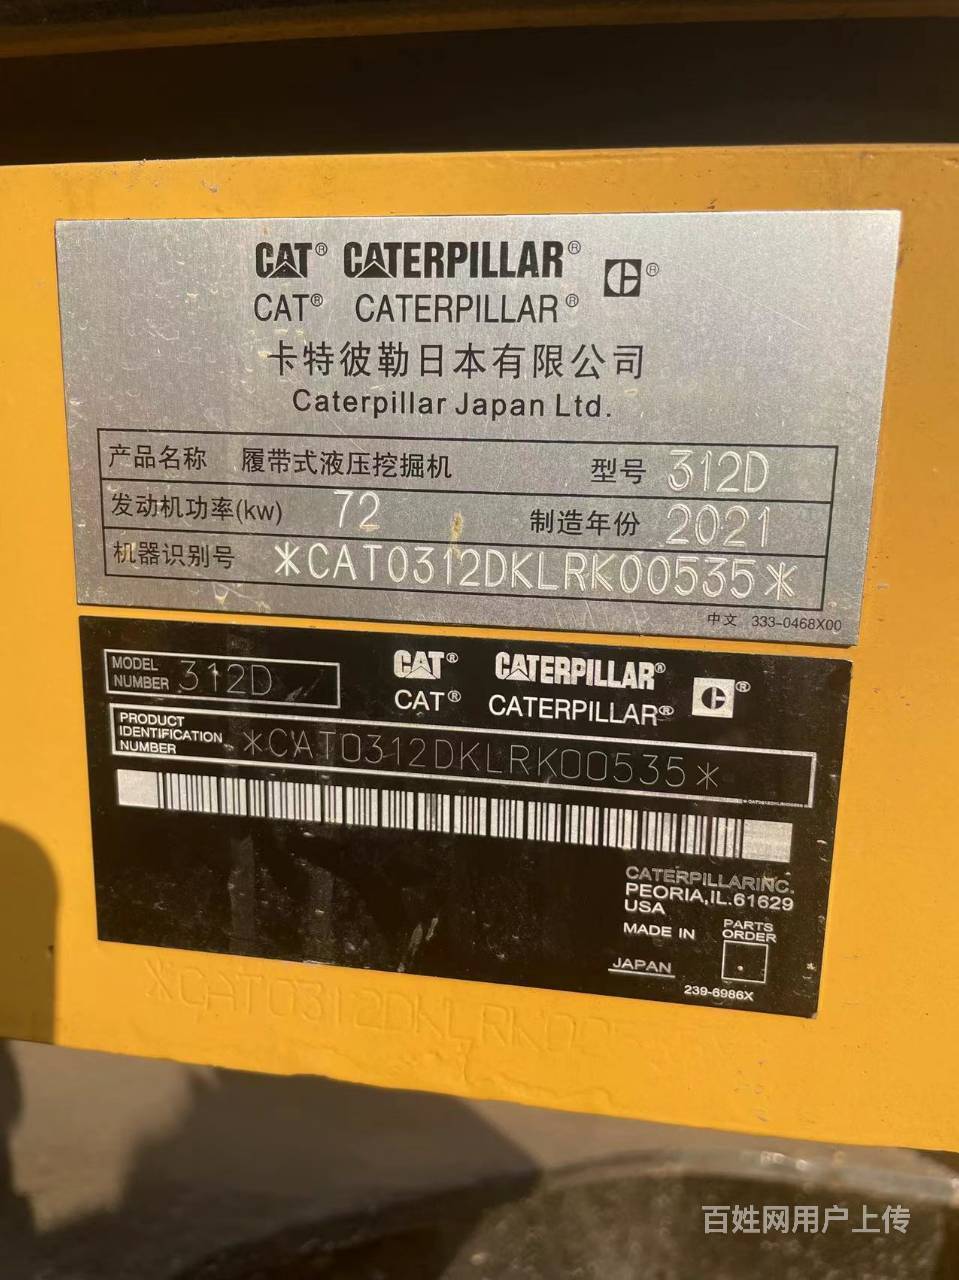 CAT® CATERPILLAR® C®
CAT® CATERPILLAR®
卡特彼勒日本有限公司
Caterpillar Japan Ltd.
产品名称 履带式液压挖掘机 型号 312D
发动机功率(kw) 72 制造年份 2021
机器识别号 *CAT0312DKLRK00535*
中文 333-0468X00
MODEL NUMBER 312D
CAT® CATERPILLAR® C®
CAT® CATERPILLAR®
PRODUCT IDENTIFICATION NUMBER *CAT0312DKLRK00535*
CATERPILLAR INC.
PEORIA,IL.61629
USA
MADE IN
JAPAN
PARTS ORDER
239-6986X
*CAT0312DKLRK00
百姓网用户上传